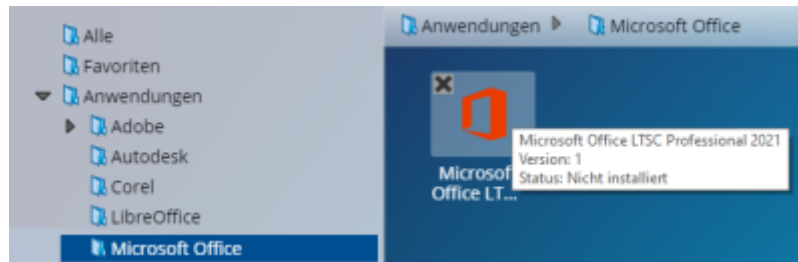 Alle
Favoriten
Anwendungen
Adobe
Autodesk
Corel
LibreOffice
Microsoft Office
Anwendungen
Microsoft Office
Microsof
Office LT...
Microsoft Office LTSC Professional 2021
Version: 1
Status: Nicht installiert